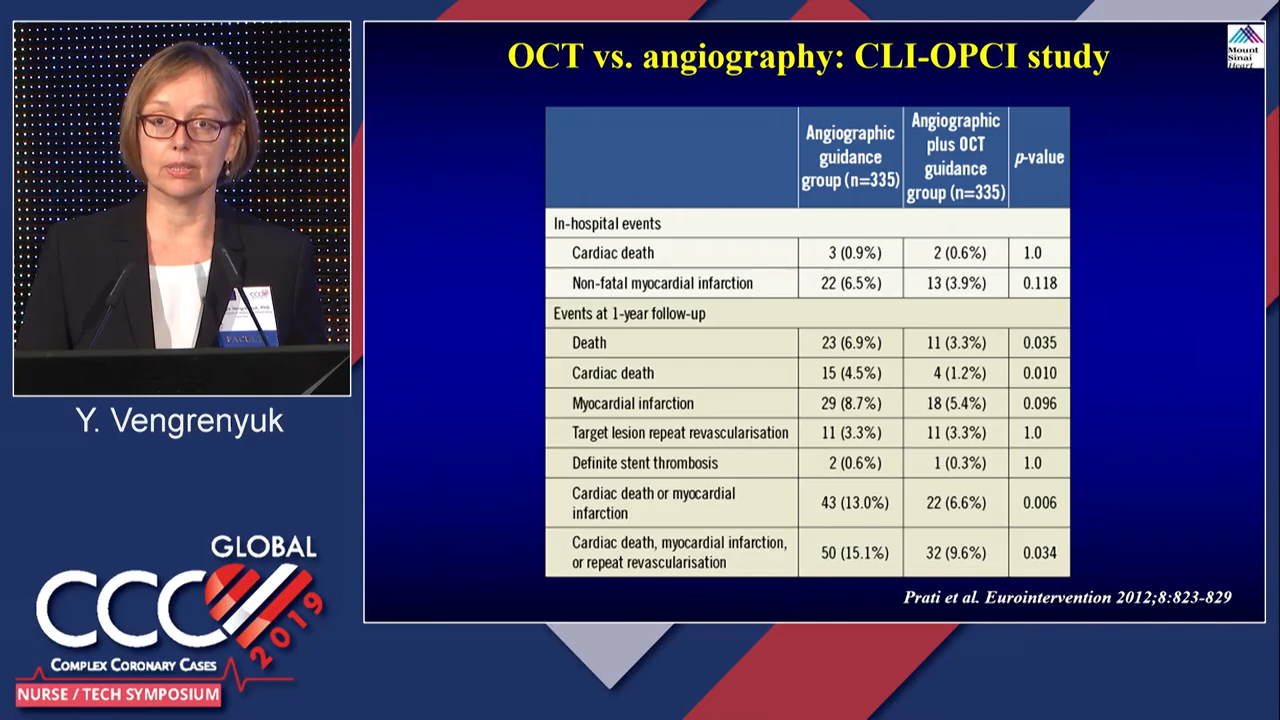 OCT vs. angiography: CLI-OPCI study
Mount
Sinai
Heart
Angiographic
guidance
group (n=335)
Angiographic
plus OCT
guidance
group (n=335)
p-value
In-hospital events
Cardiac death 3 (0.9%) 2 (0.6%) 1.0
Non-fatal myocardial infarction 22 (6.5%) 13 (3.9%) 0.118
Events at 1-year follow-up
Death 23 (6.9%) 11 (3.3%) 0.035
Cardiac death 15 (4.5%) 4 (1.2%) 0.010
Myocardial infarction 29 (8.7%) 18 (5.4%) 0.096
Target lesion repeat revascularisation 11 (3.3%) 11 (3.3%) 1.0
Definite stent thrombosis 2 (0.6%) 1 (0.3%) 1.0
Cardiac death or myocardial
infarction 43 (13.0%) 22 (6.6%) 0.006
Cardiac death, myocardial infarction,
or repeat revascularisation 50 (15.1%) 32 (9.6%) 0.034
Prati et al. Eurointervention 2012;8:823-829
Y. Vengrenyuk
GLOBAL
CCC
2019
COMPLEX CORONARY CASES
NURSE / TECH SYMPOSIUM